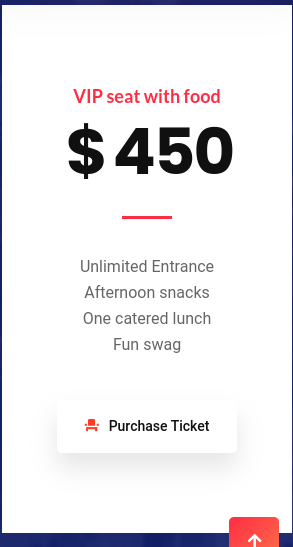 VIP seat with food
$ 450
Unlimited Entrance
Afternoon snacks
One catered lunch
Fun swag
Purchase Ticket